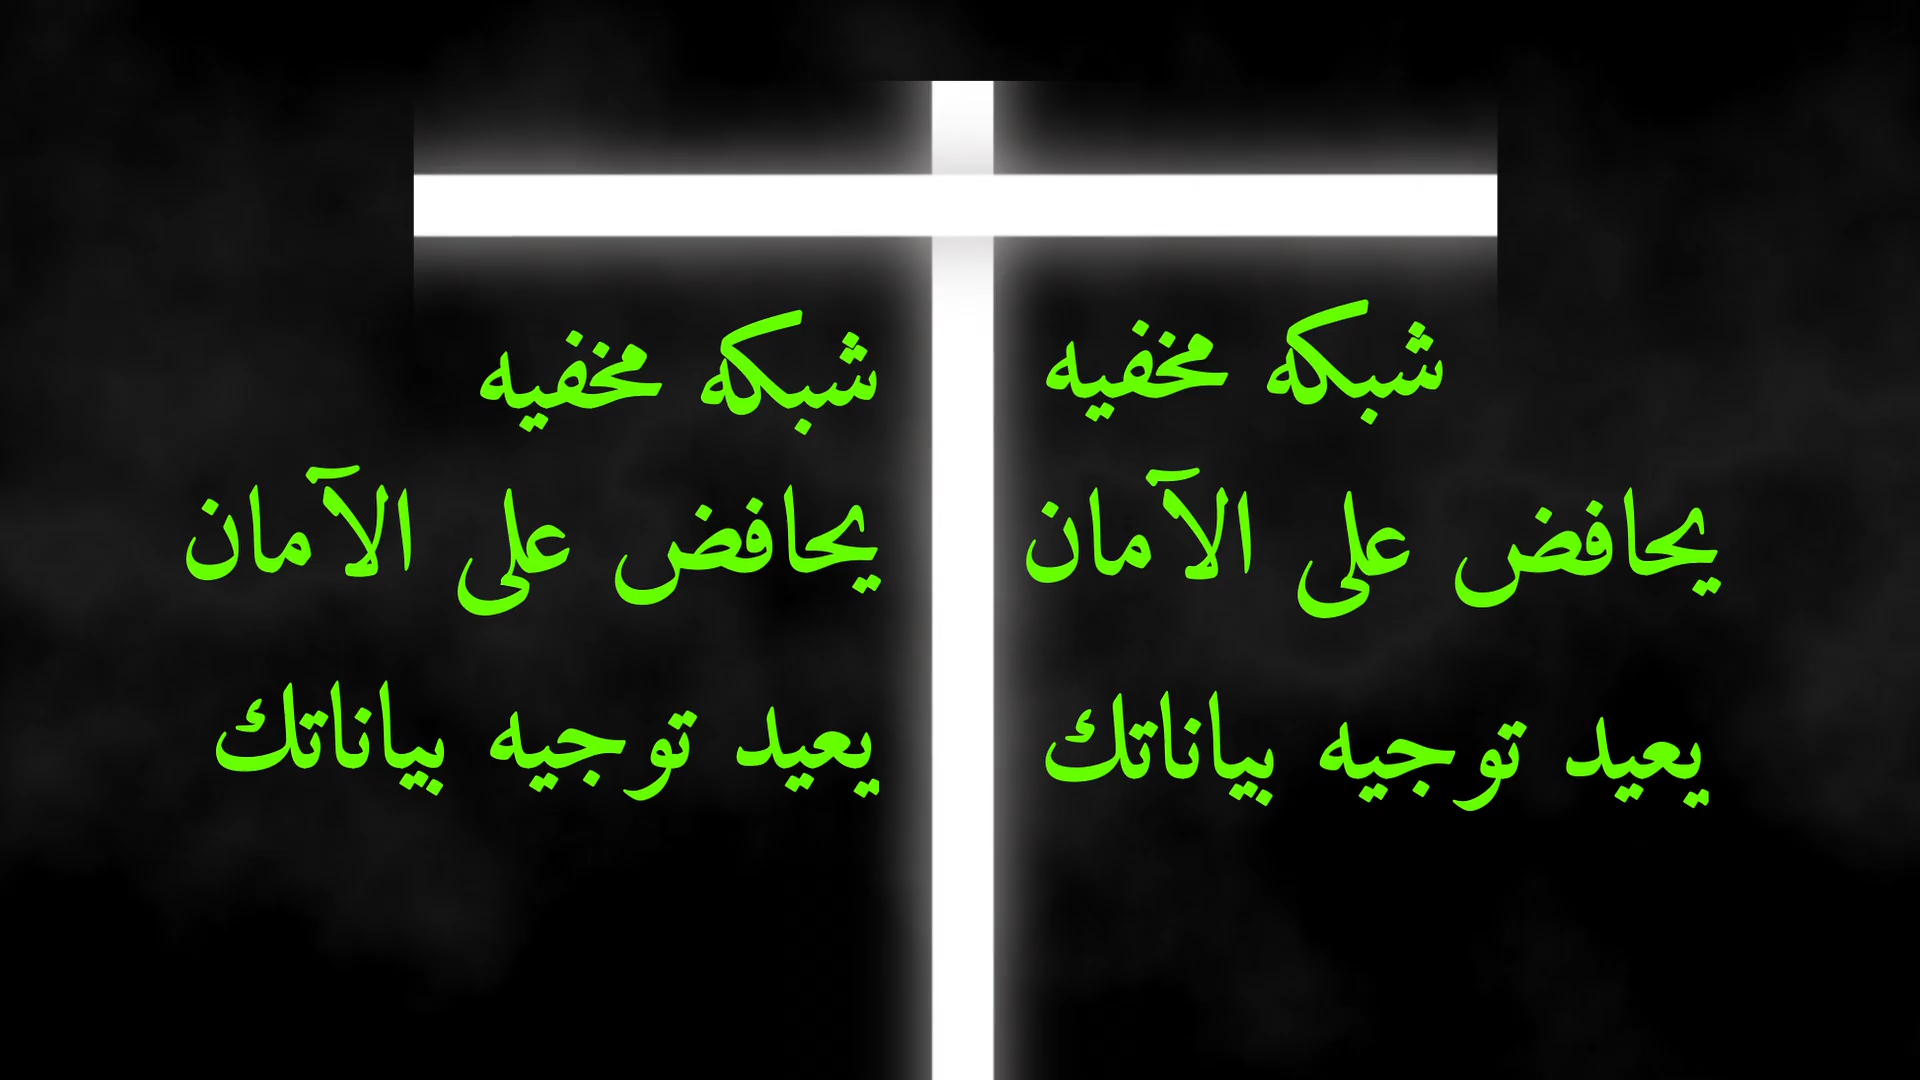 شبكه مخفيه
يحافض على الآمان
يعيد توجيه بياناتك
شبكه مخفيه
يحافض على الآمان
يعيد توجيه بياناتك